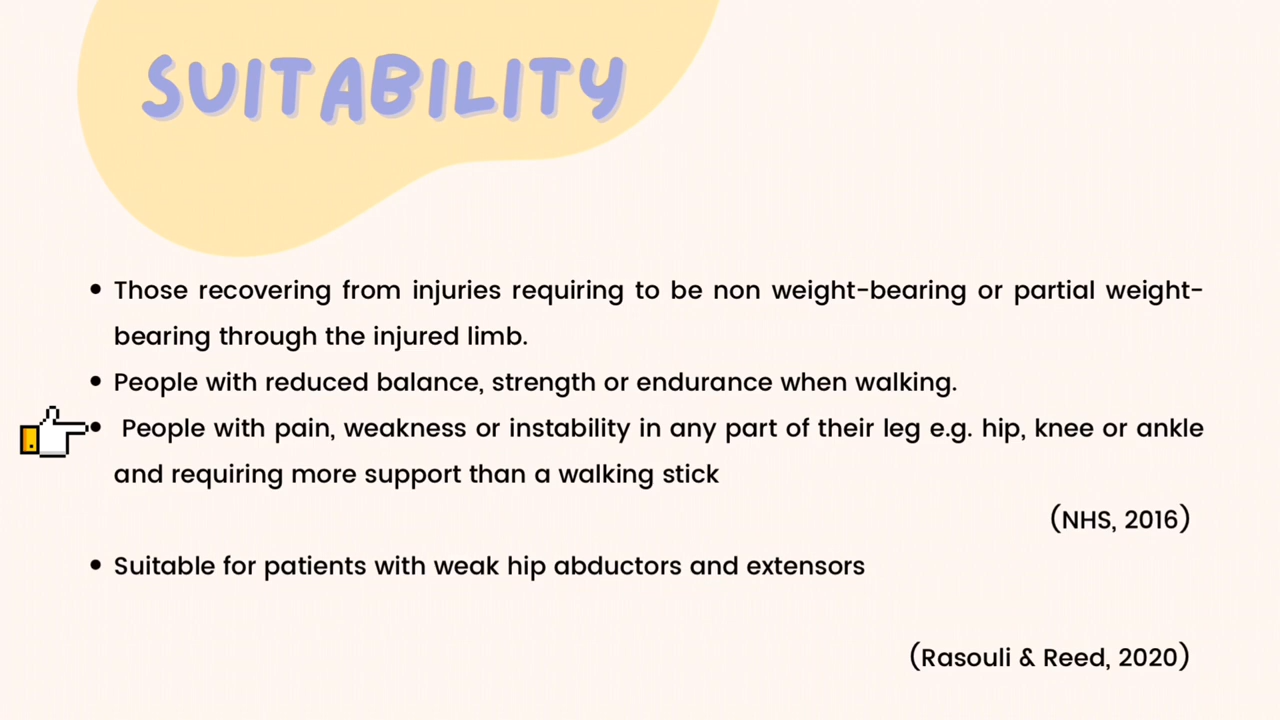 SUITABILITY
• Those recovering from injuries requiring to be non weight-bearing or partial weight-
bearing through the injured limb.
• People with reduced balance, strength or endurance when walking.
• People with pain, weakness or instability in any part of their leg e.g. hip, knee or ankle
and requiring more support than a walking stick
(NHS, 2016)
• Suitable for patients with weak hip abductors and extensors
(Rasouli & Reed, 2020)